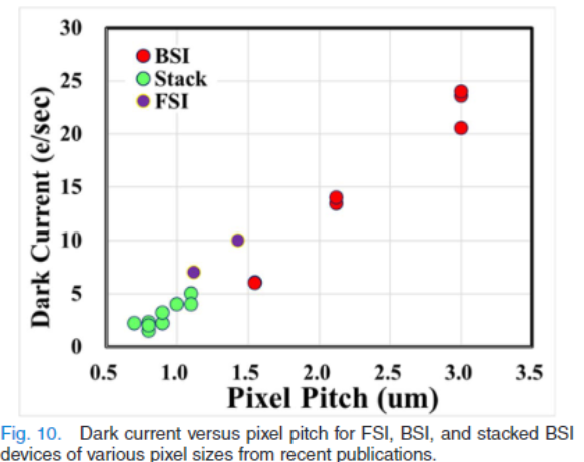 30
25
20
15
10
5
0
Dark Current (e/sec)
BSI
Stack
FSI
0.5 1.0 1.5 2.0 2.5 3.0 3.5
Pixel Pitch (um)
Fig. 10. Dark current versus pixel pitch for FSI, BSI, and stacked BSI
devices of various pixel sizes from recent publications.